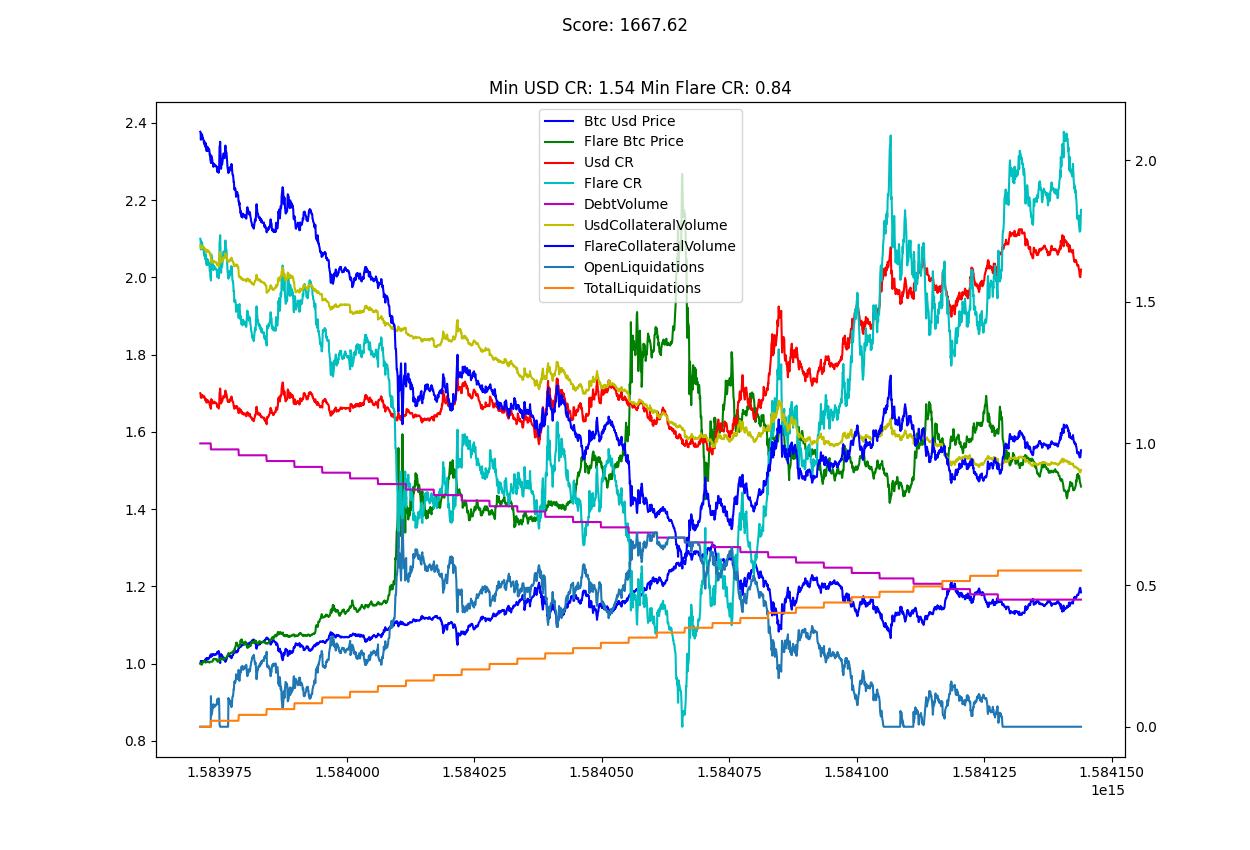 Score: 1667.62
Min USD CR: 1.54 Min Flare CR: 0.84
Btc Usd Price
Flare Btc Price
Usd CR
Flare CR
DebtVolume
UsdCollateralVolume
FlareCollateralVolume
OpenLiquidations
TotalLiquidations
2.4
2.2
2.0
1.8
1.6
1.4
1.2
1.0
0.8
2.0
1.5
1.0
0.5
0.0
1.583975 1.584000 1.584025 1.584050 1.584075 1.584100 1.584125 1.584150
1e15